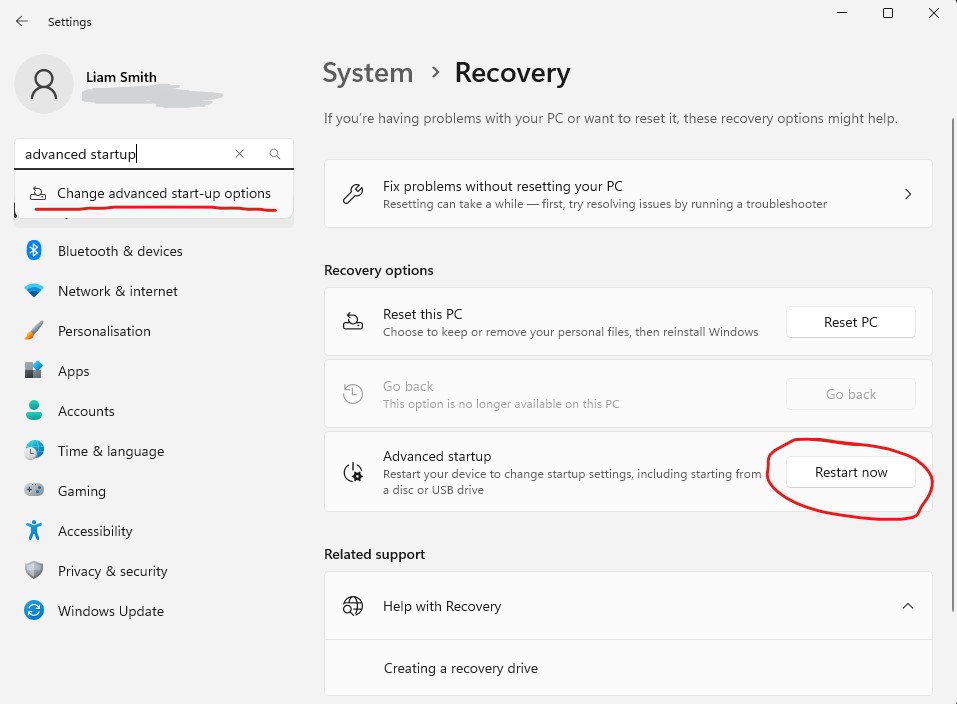 Settings
Liam Smith
advanced startup
Change advanced start-up options
Bluetooth & devices
Network & internet
Personalisation
Apps
Accounts
Time & language
Gaming
Accessibility
Privacy & security
Windows Update
System > Recovery
If you're having problems with your PC or want to reset it, these recovery options might help.
Fix problems without resetting your PC
Resetting can take a while — first, try resolving issues by running a troubleshooter
Recovery options
Reset this PC
Choose to keep or remove your personal files, then reinstall Windows
Reset PC
Go back
This option is no longer available on this PC
Go back
Advanced startup
Restart your device to change startup settings, including starting from
a disc or USB drive
Restart now
Related support
Help with Recovery
Creating a recovery drive